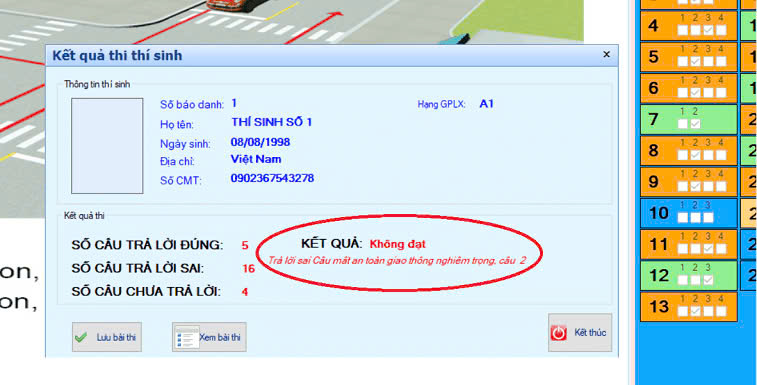 Kết quả thi thí sinh
×
Thông tin thí sinh
Số báo danh: 1
Hạng GPLX: A1
Họ tên: THÍ SINH SỐ 1
Ngày sinh: 08/08/1998
Địa chỉ: Việt Nam
Số CMT: 0902367543278
Kết quả thi
SỐ CÂU TRẢ LỜI ĐÚNG: 5
KẾT QUẢ: Không đạt
Trả lời sai Câu mất an toàn giao thông nghiêm trọng, câu 2
SỐ CÂU TRẢ LỜI SAI: 16
SỐ CÂU CHƯA TRẢ LỜI: 4
Lưu bài thi
Xem bài thi
Kết thúc
on,
on,
4 1 2 3 4 1
5 1 2 3 4 1
6 1 2 3 4 1
7 1 2 2
8 1 2 3 4 2
9 1 2 3 4 2
10 1 2 3 2
11 1 2 3 4 2
12 1 2 3 4 2
13 1 2 3 4